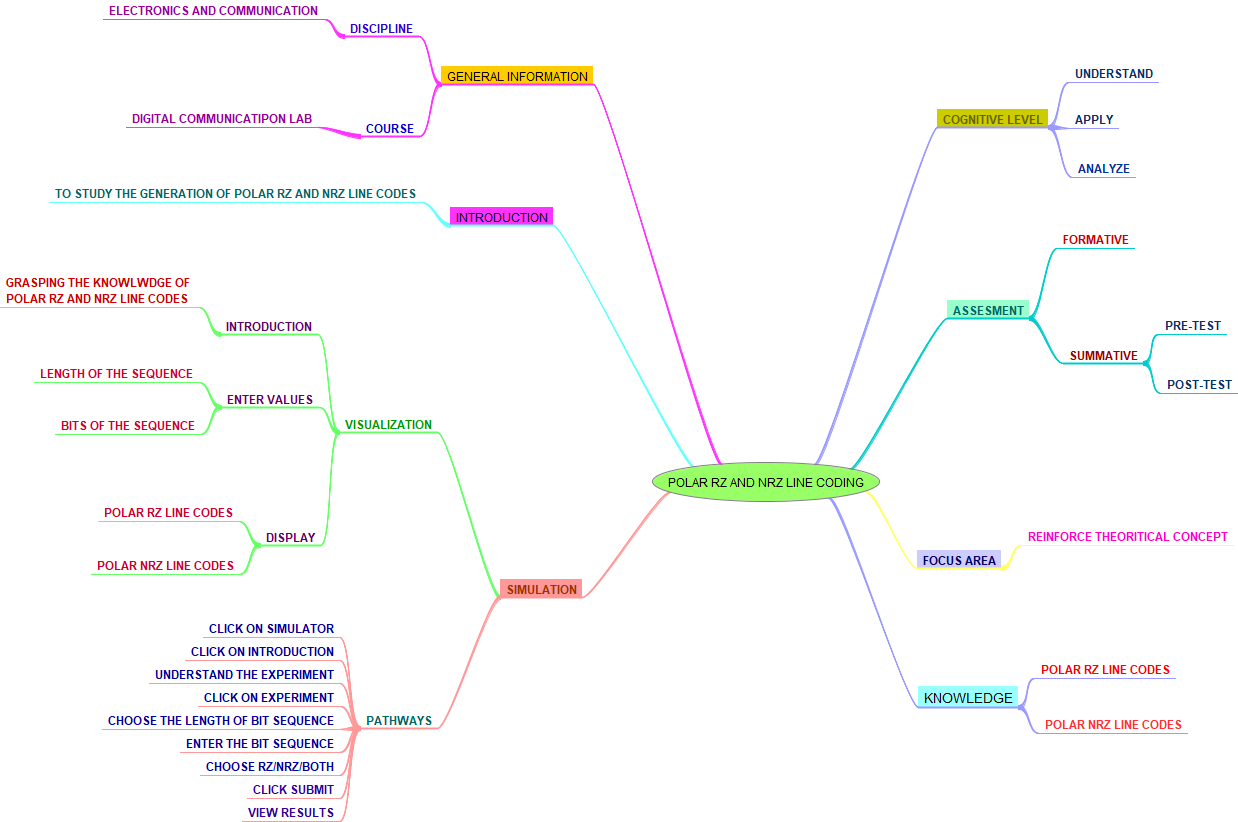 ELECTRONICS AND COMMUNICATION
DISCIPLINE
GENERAL INFORMATION
DIGITAL COMMUNICATIPON LAB
COURSE
TO STUDY THE GENERATION OF POLAR RZ AND NRZ LINE CODES
INTRODUCTION
GRASPING THE KNOWLWDGE OF
POLAR RZ AND NRZ LINE CODES
INTRODUCTION
LENGTH OF THE SEQUENCE
ENTER VALUES
BITS OF THE SEQUENCE
VISUALIZATION
POLAR RZ LINE CODES
DISPLAY
POLAR NRZ LINE CODES
SIMULATION
CLICK ON SIMULATOR
CLICK ON INTRODUCTION
UNDERSTAND THE EXPERIMENT
CLICK ON EXPERIMENT
CHOOSE THE LENGTH OF BIT SEQUENCE
PATHWAYS
ENTER THE BIT SEQUENCE
CHOOSE RZ/NRZ/BOTH
CLICK SUBMIT
VIEW RESULTS
POLAR RZ AND NRZ LINE CODING
UNDERSTAND
COGNITIVE LEVEL
APPLY
ANALYZE
FORMATIVE
ASSESMENT
PRE-TEST
SUMMATIVE
POST-TEST
REINFORCE THEORITICAL CONCEPT
FOCUS AREA
POLAR RZ LINE CODES
KNOWLEDGE
POLAR NRZ LINE CODES